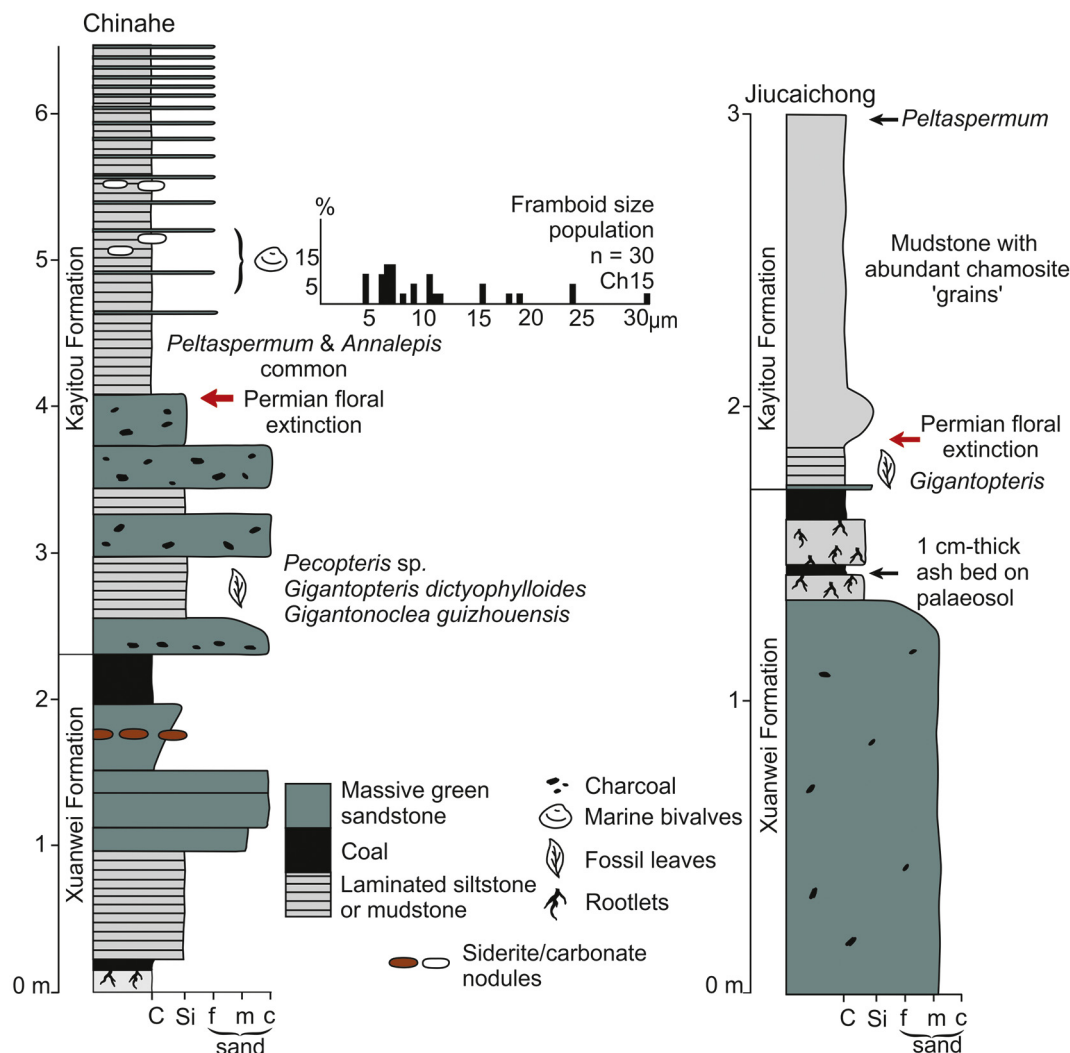 Chinahe
6
5
4
3
2
1
0 m
Kayitou Formation
Xuanwei Formation
C Si f m c
sand
%
15
5
5 10 15 20 25 30 µm
Framboid size
population
n = 30
Ch15
Peltaspermum & Annalepis
common
Permian floral
extinction
Pecopteris sp.
Gigantopteris dictyophylloides
Gigantonoclea guizhouensis
Massive green
sandstone
Coal
Laminated siltstone
or mudstone
Charcoal
Marine bivalves
Fossil leaves
Rootlets
Siderite/carbonate
nodules
Jiucaichong
3
2
1
0 m
Kayitou Formation
Xuanwei Formation
Peltaspermum
Mudstone with
abundant chamosite
'grains'
Permian floral
extinction
Gigantopteris
1 cm-thick
ash bed on
palaeosol
C Si f m c
sand